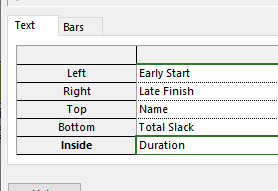 Text Bars
Left Early Start
Right Late Finish
Top Name
Bottom Total Slack
Inside Duration